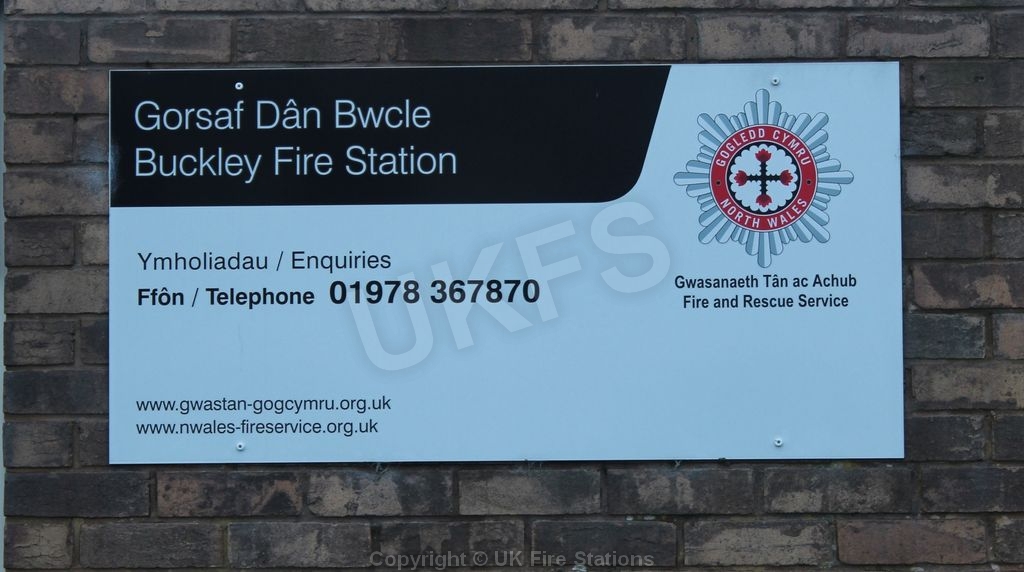 Gorsaf Dân Bwcle
Buckley Fire Station
GOGLEDD CYMRU
NORTH WALES
Gwasanaeth Tân ac Achub
Fire and Rescue Service
Ymholiadau / Enquiries
Ffôn / Telephone 01978 367870
UKFS
www.gwastan-gogcymru.org.uk
www.nwales-fireservice.org.uk
Copyright © UK Fire Stations